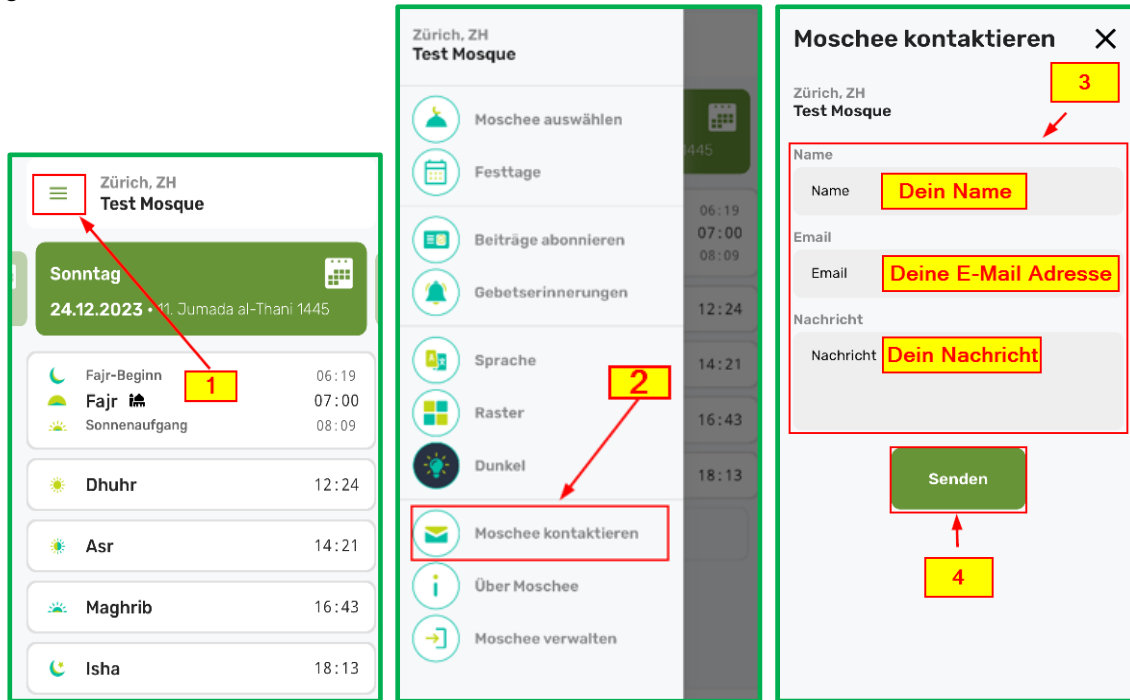 Zürich, ZH
Test Mosque
Sonntag
24.12.2023 • 11. Jumada al-Thani 1445
1
Fajr-Beginn 06:19
Fajr 07:00
Sonnenaufgang 08:09
Dhuhr 12:24
Asr 14:21
Maghrib 16:43
Isha 18:13
Zürich, ZH
Test Mosque
Moschee auswählen
1445
Festtage
06:19
Beiträge abonnieren 07:00
08:09
Gebetserinnerungen 12:24
Sprache 14:21
2
Raster 16:43
Dunkel 18:13
Moschee kontaktieren
Über Moschee
Moschee verwalten
Moschee kontaktieren
3
Zürich, ZH
Test Mosque
Name
Name Dein Name
Email
Email Deine E-Mail Adresse
Nachricht
Nachricht Dein Nachricht
Senden
4